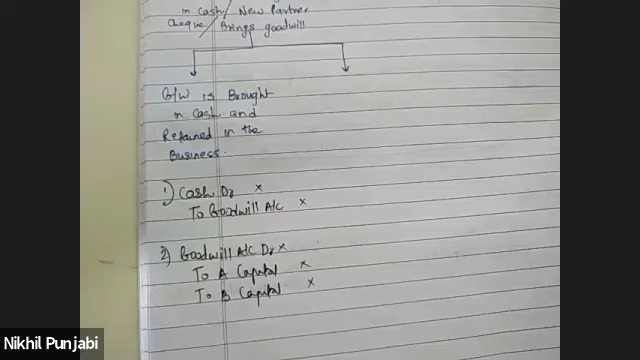 in cash/ New Partner
Cheque/ Brings goodwill
G/W is Brought
in cash and
Retained in the
Business.
1) Cash Dr x
To Goodwill A/c x
2) Goodwill A/c Dr x
To A Capital x
To B Capital x
Nikhil Punjabi